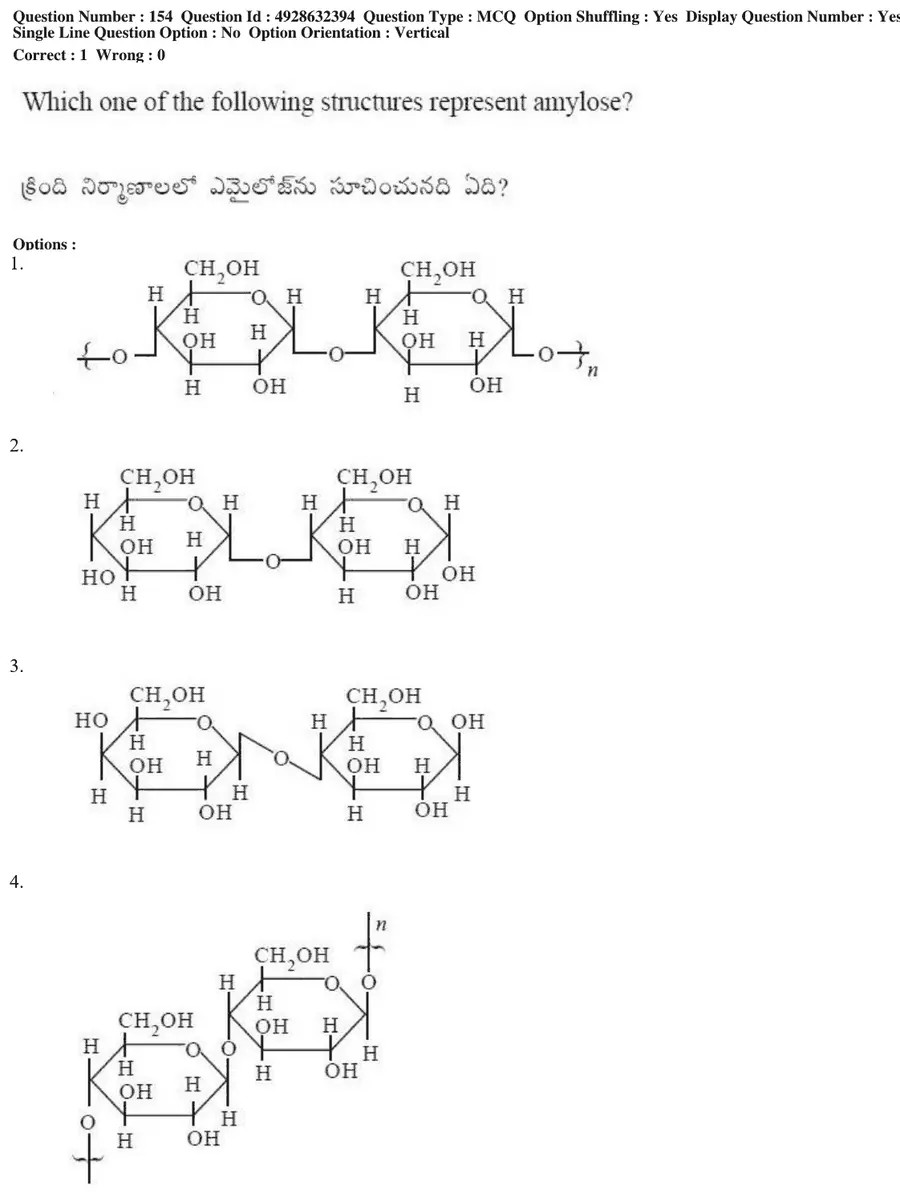 Question Number : 154 Question Id : 4928632394 Question Type : MCQ Option Shuffling : Yes Display Question Number : Yes
Single Line Question Option : No Option Orientation : Vertical
Correct : 1 Wrong : 0
Which one of the following structures represent amylose?
క్రింది నిర్మాణాలలో ఎమైలోజ్‌ను సూచించునది ఏది?
Options :
1.
CH₂OH CH₂OH
H O H H O H
H H
OH H OH H
O O O n
H OH H OH
2.
CH₂OH CH₂OH
H O H H O H
H H
OH H OH H
HO O OH
H OH H OH
3.
CH₂OH CH₂OH
HO O H O OH
H H
OH H O OH H
H H H
H OH H OH
4.
n
CH₂OH
H O O
H
CH₂OH OH H
H O O H
H H OH
OH H
O H
H OH